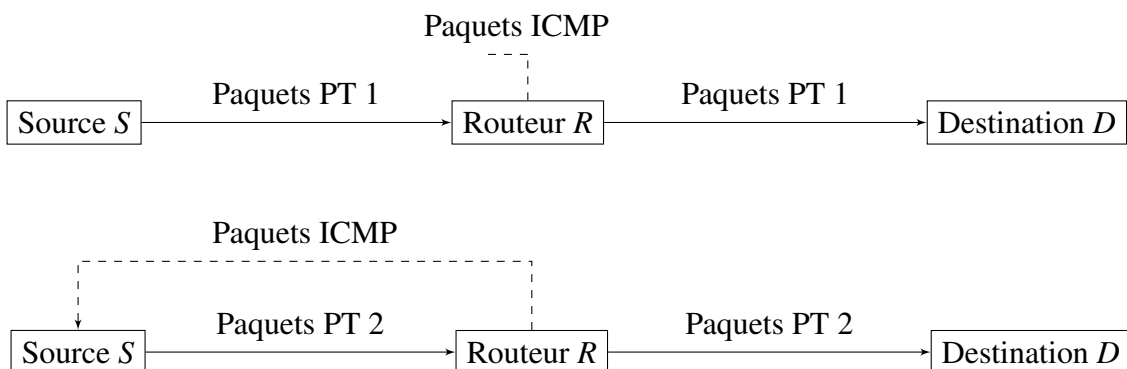 Paquets ICMP
Paquets PT 1 Paquets PT 1
Source S Routeur R Destination D
Paquets ICMP
Paquets PT 2 Paquets PT 2
Source S Routeur R Destination D